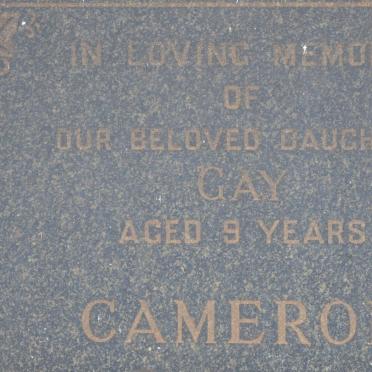 IN LOVING MEMO
OF
OUR BELOVED DAUGH
GAY
AGED 9 YEARS
CAMERO